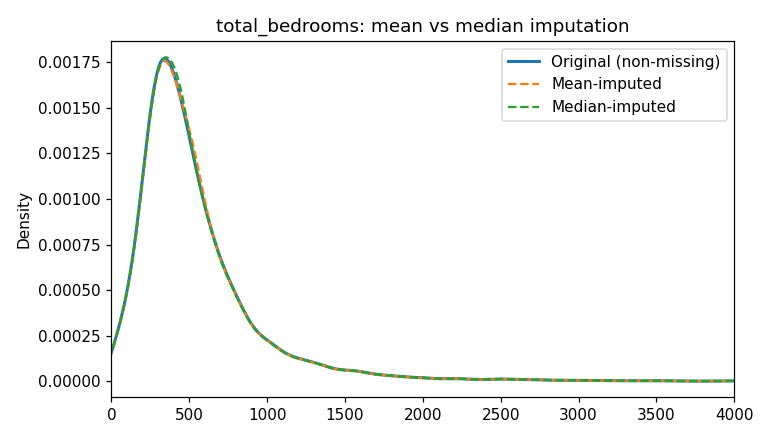 total_bedrooms: mean vs median imputation
Original (non-missing)
Mean-imputed
Median-imputed
Density
0.00175
0.00150
0.00125
0.00100
0.00075
0.00050
0.00025
0.00000
0 500 1000 1500 2000 2500 3000 3500 4000